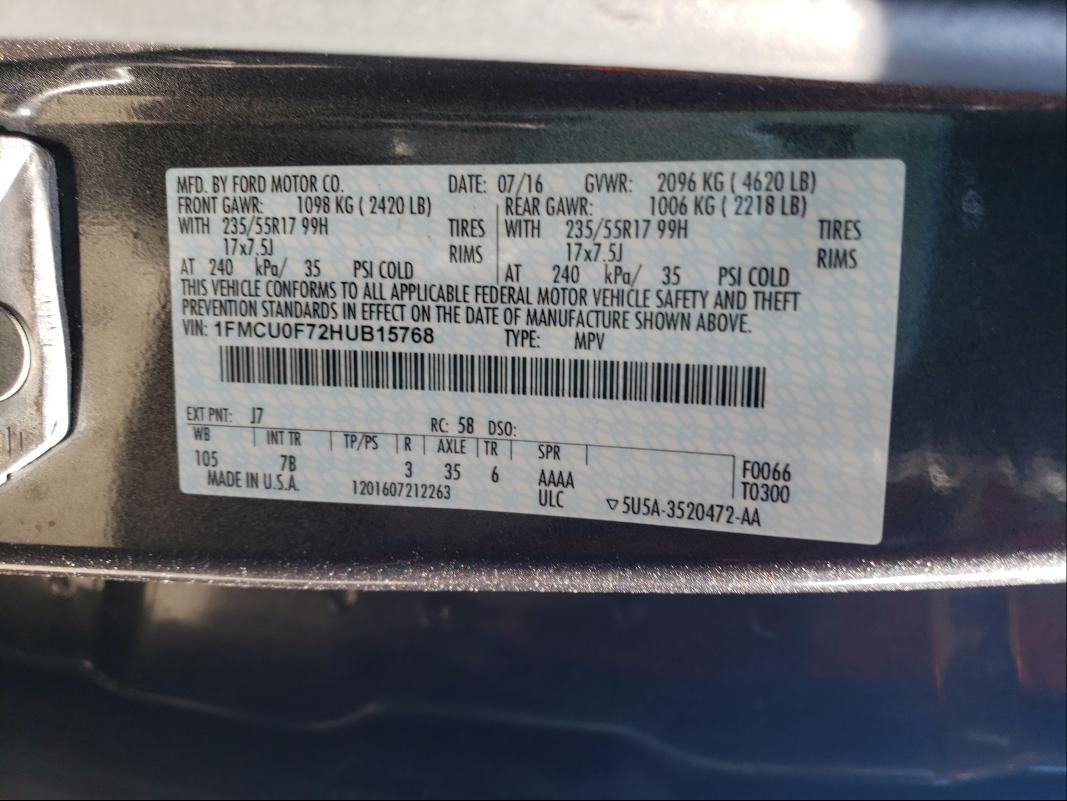 MFD. BY FORD MOTOR CO. DATE: 07/16 GVWR: 2096 KG ( 4620 LB)
FRONT GAWR: 1098 KG ( 2420 LB) REAR GAWR: 1006 KG ( 2218 LB)
WITH 235/55R17 99H TIRES WITH 235/55R17 99H TIRES
17x7.5J RIMS 17x7.5J RIMS
AT 240 kPa/ 35 PSI COLD AT 240 kPa/ 35 PSI COLD
THIS VEHICLE CONFORMS TO ALL APPLICABLE FEDERAL MOTOR VEHICLE SAFETY AND THEFT
PREVENTION STANDARDS IN EFFECT ON THE DATE OF MANUFACTURE SHOWN ABOVE.
VIN: 1FMCU0F72HUB15768 TYPE: MPV
EXT PNT: J7 RC: 58 DSO:
WB INT TR TP/PS R AXLE TR SPR
105 7B 3 35 6 AAAA F0066
MADE IN U.S.A. 1201607212263 ULC T0300
▽5U5A-3520472-AA